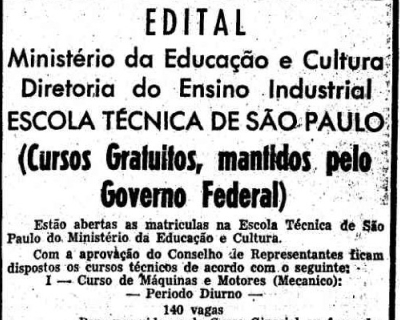 EDITAL
Ministério da Educação e Cultura
Diretoria do Ensino Industrial
ESCOLA TÉCNICA DE SÃO PAULO
(Cursos Gratuitos, mantidos pelo
Governo Federal)
Estão abertas as matriculas na Escola Técnica de São
Paulo do Ministério da Educação e Cultura.
Com a aprovação do Conselho de Representantes ficam
dispostos os cursos técnicos de acordo com o seguinte:
I — Curso de Máquinas e Motores (Mecanico):
— Periodo Diurno —
140 vagas